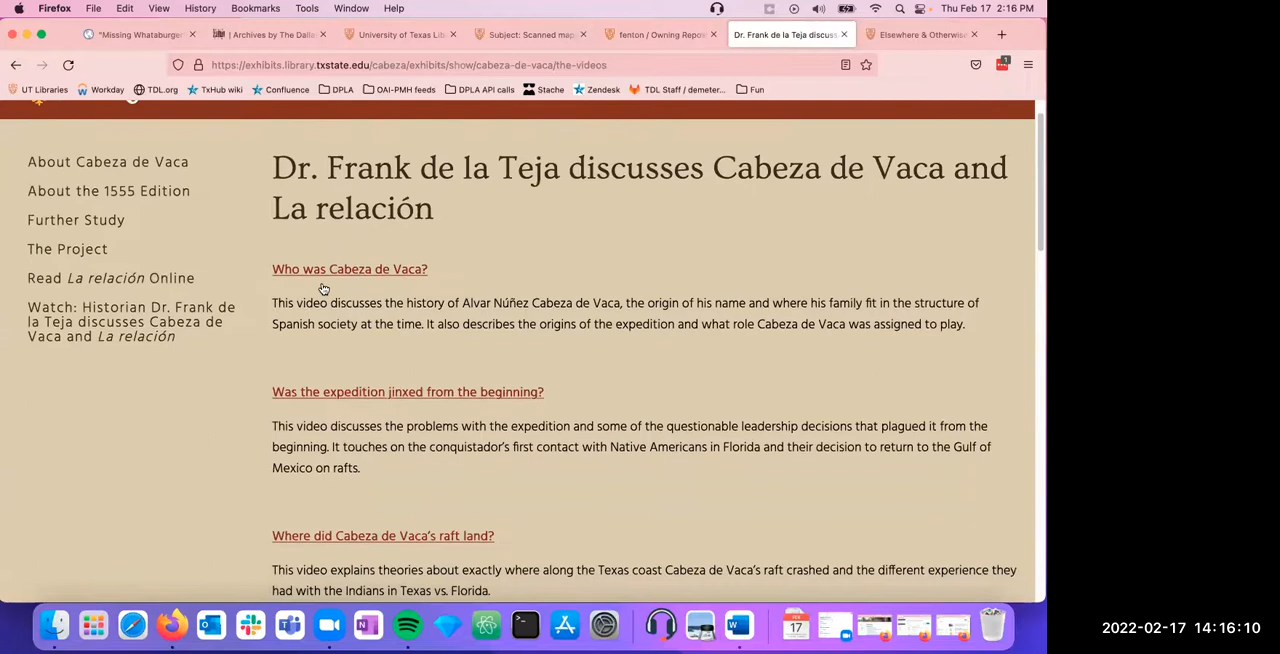 Firefox File Edit View History Bookmarks Tools Window Help Thu Feb 17 2:16 PM
"Missing Whataburger | Archives by The Dalla University of Texas Lib Subject: Scanned map fenton / Owning Repo Dr. Frank de la Teja discuss Elsewhere & Otherwise
https://exhibits.library.txstate.edu/cabeza/exhibits/show/cabeza-de-vaca/the-videos
1
UT Libraries Workday TDL.org TxHub wiki Confluence DPLA OAI-PMH feeds DPLA API calls Stache Zendesk TDL Staff / demeter... Fun
About Cabeza de Vaca
About the 1555 Edition
Further Study
The Project
Read La relación Online
Watch: Historian Dr. Frank de
la Teja discusses Cabeza de
Vaca and La relación
Dr. Frank de la Teja discusses Cabeza de Vaca and
La relación
Who was Cabeza de Vaca?
This video discusses the history of Alvar Núñez Cabeza de Vaca, the origin of his name and where his family fit in the structure of
Spanish society at the time. It also describes the origins of the expedition and what role Cabeza de Vaca was assigned to play.
Was the expedition jinxed from the beginning?
This video discusses the problems with the expedition and some of the questionable leadership decisions that plagued it from the
beginning. It touches on the conquistador's first contact with Native Americans in Florida and their decision to return to the Gulf of
Mexico on rafts.
Where did Cabeza de Vaca's raft land?
This video explains theories about exactly where along the Texas coast Cabeza de Vaca's raft crashed and the different experience they
had with the Indians in Texas vs. Florida.
FEB
17
2022-02-17 14:16:10